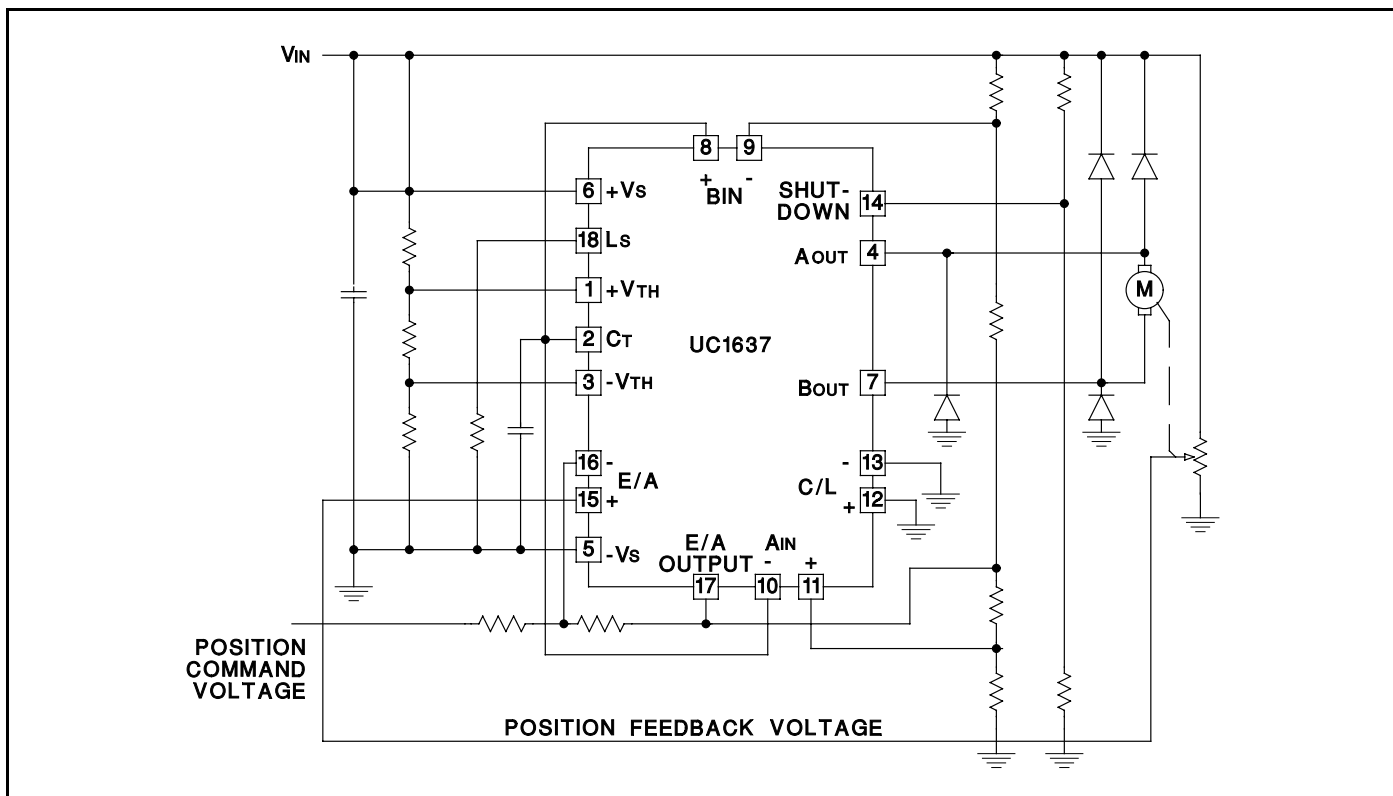 VIN
8
9
+ -
BIN
6 +VS
SHUT-
DOWN
14
18 LS
AOUT
4
1 +VTH
M
2 CT
UC1637
3 -VTH
BOUT
7
16 -
E/A
15 +
-
13
C/L
+
12
5 -VS
E/A
OUTPUT
AIN
- +
17
10
11
POSITION
COMMAND
VOLTAGE
POSITION FEEDBACK VOLTAGE